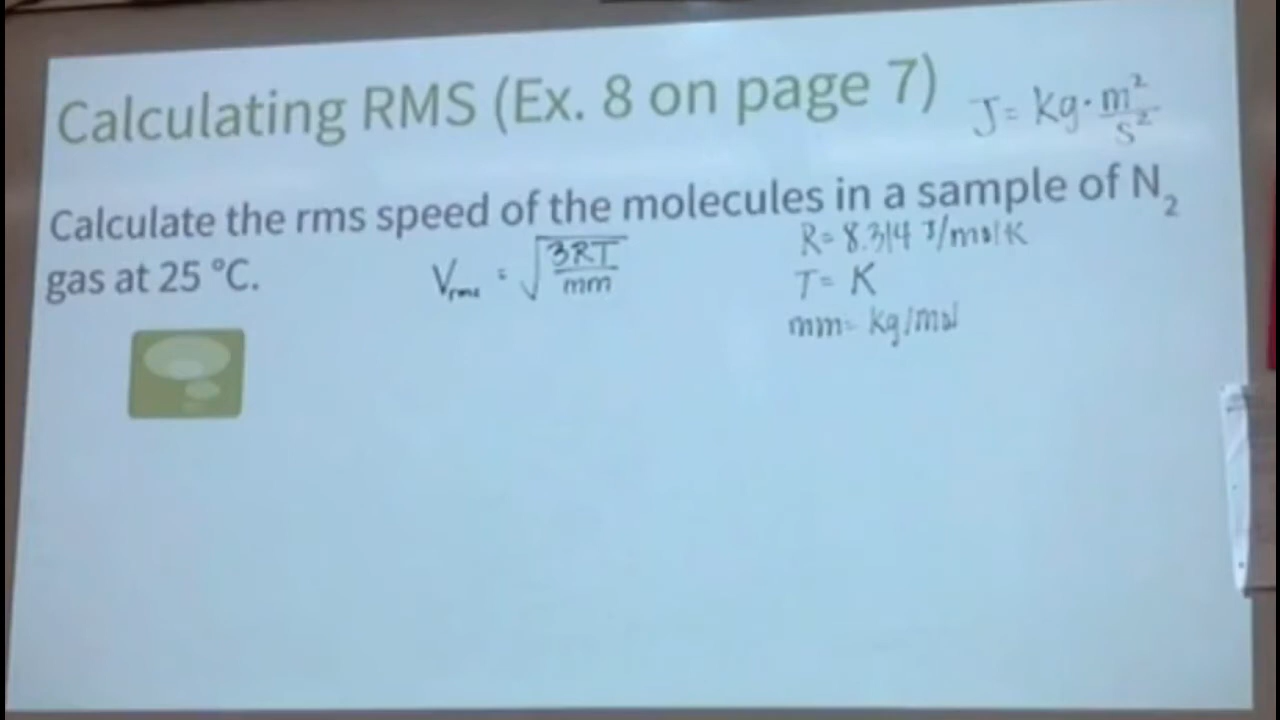 Calculating RMS (Ex. 8 on page 7)
J = kg · m²/s²
Calculate the rms speed of the molecules in a sample of N₂
gas at 25 °C.
Vrms = √(3RT/mm)
R = 8.314 J/mol K
T = K
mm = kg/mol